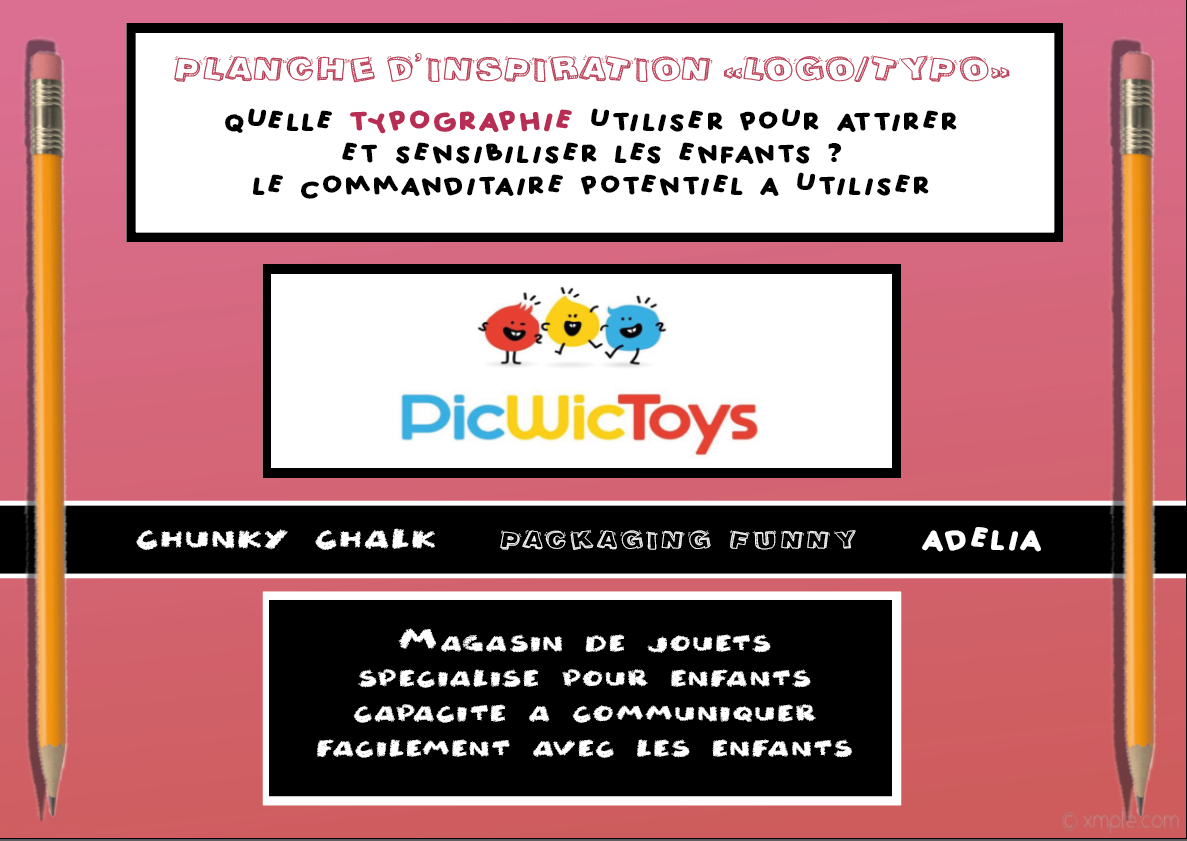 PLANCHE D'INSPIRATION «LOGO/TYPO»
QUELLE TYPOGRAPHIE UTILISER POUR ATTIRER
ET SENSIBILISER LES ENFANTS ?
LE COMMANDITAIRE POTENTIEL A UTILISER
PicWicToys
CHUNKY CHALK PACKAGING FUNNY ADELIA
MAGASIN DE JOUETS
SPECIALISE POUR ENFANTS
CAPACITE A COMMUNIQUER
FACILEMENT AVEC LES ENFANTS
© xmple.com